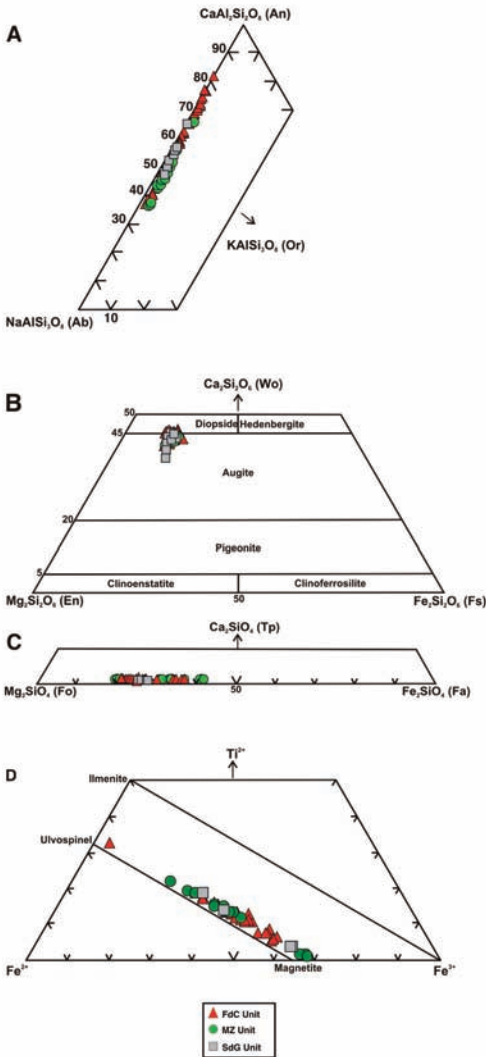 A
CaAl₂Si₂O₈ (An)
90
80
70
60
50
40
30
KAlSi₃O₈ (Or)
NaAlSi₃O₈ (Ab)
10
B
Ca₂Si₂O₆ (Wo)
50
Diopside Hedenbergite
45
Augite
20
Pigeonite
5
Clinoenstatite Clinoferrosilite
Mg₂Si₂O₆ (En) 50 Fe₂Si₂O₆ (Fs)
C
Ca₂SiO₄ (Tp)
Mg₂SiO₄ (Fo) 50 Fe₂SiO₄ (Fa)
D
Ti²⁺
Ilmenite
Ulvospinel
Magnetite
Fe²⁺ Fe³⁺
FdC Unit
MZ Unit
SdG Unit